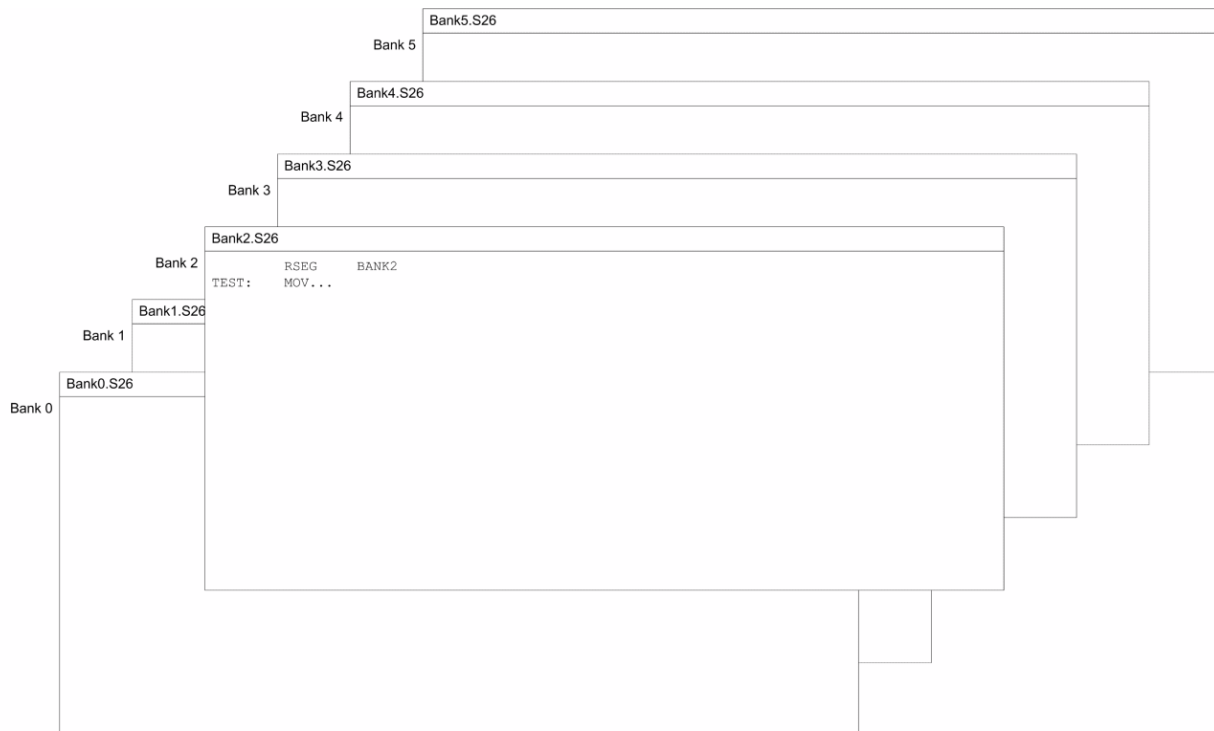 Bank5.S26
Bank 5
Bank4.S26
Bank 4
Bank3.S26
Bank 3
Bank2.S26
Bank 2
RSEG BANK2
TEST: MOV...
Bank1.S26
Bank 1
Bank0.S26
Bank 0